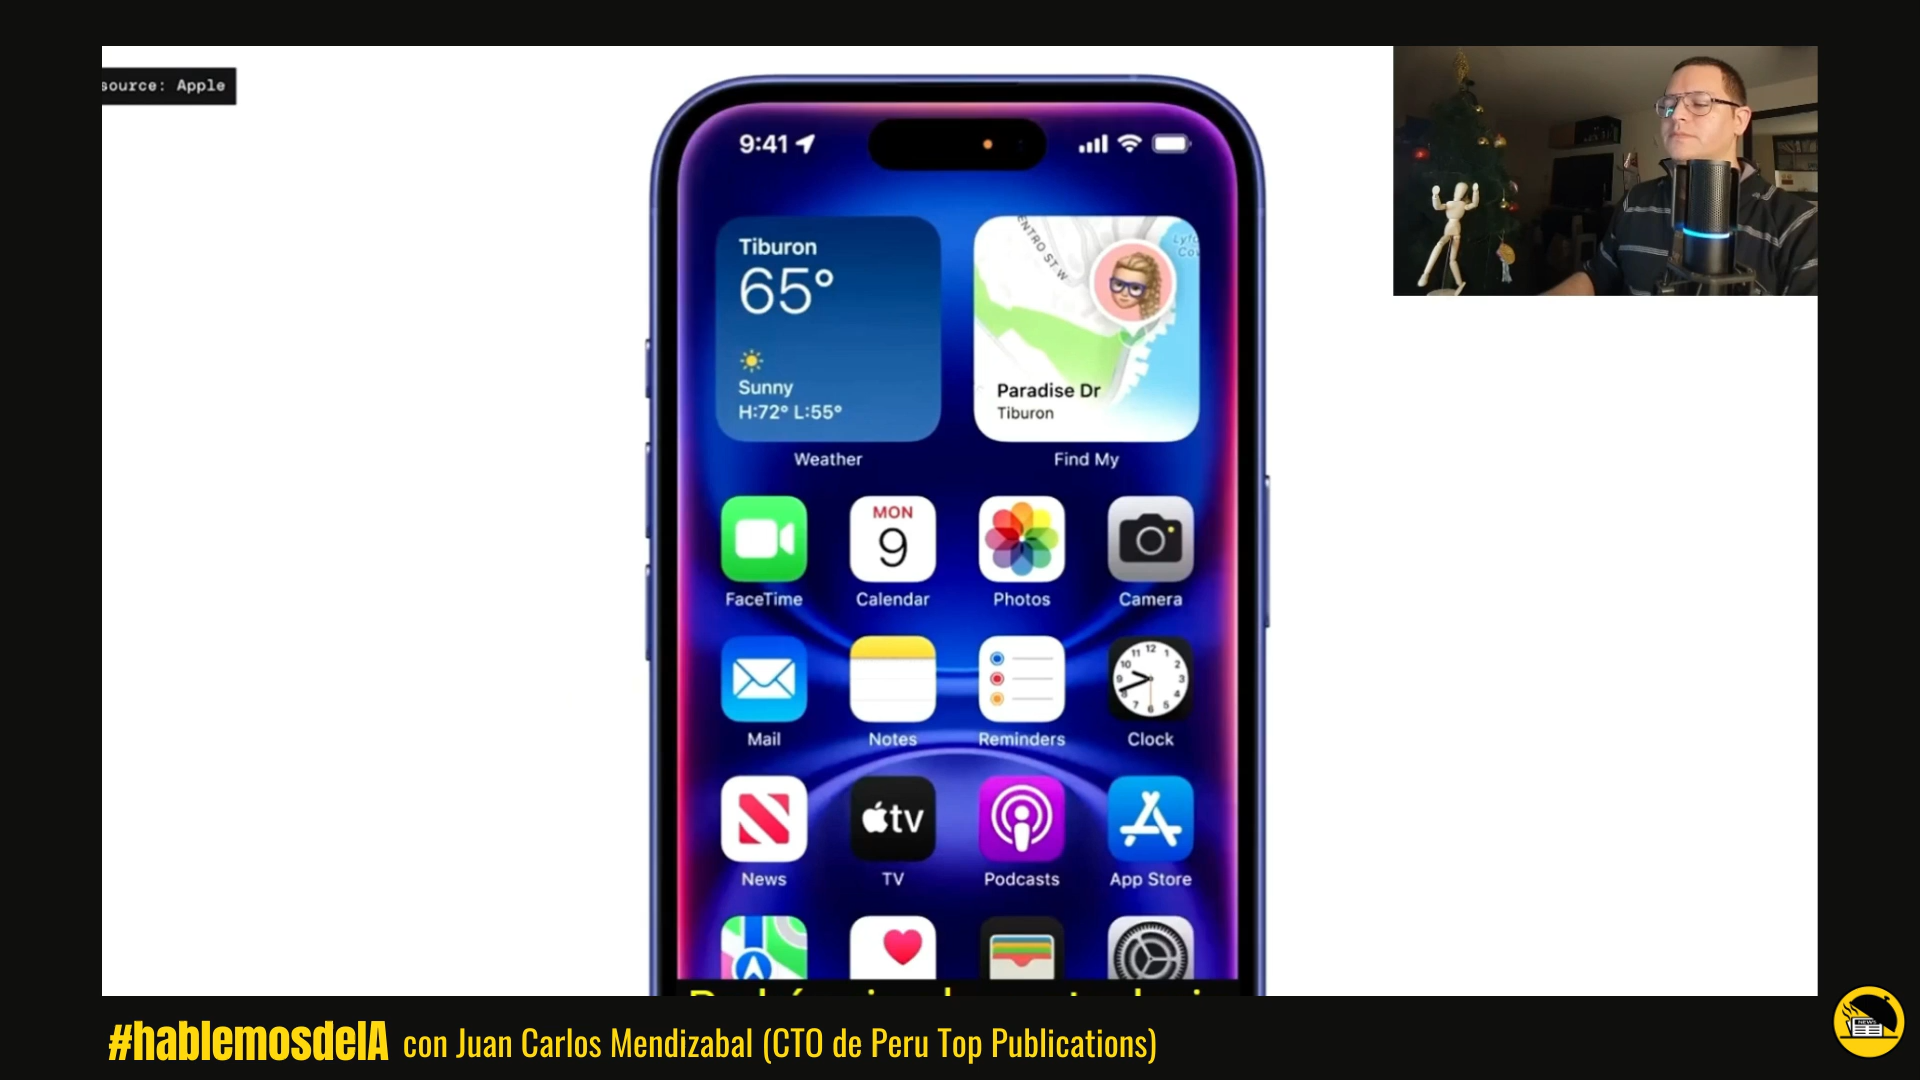 source: Apple
9:41
Tiburon
65°
Sunny
H:72° L:55°
Weather
Paradise Dr
Tiburon
Find My
MON
9
FaceTime
Calendar
Photos
Camera
12
Mail
Notes
Reminders
Clock
tv
News
TV
Podcasts
App Store
#hablemosdeIA con Juan Carlos Mendizabal (CTO de Peru Top Publications)
NEWS